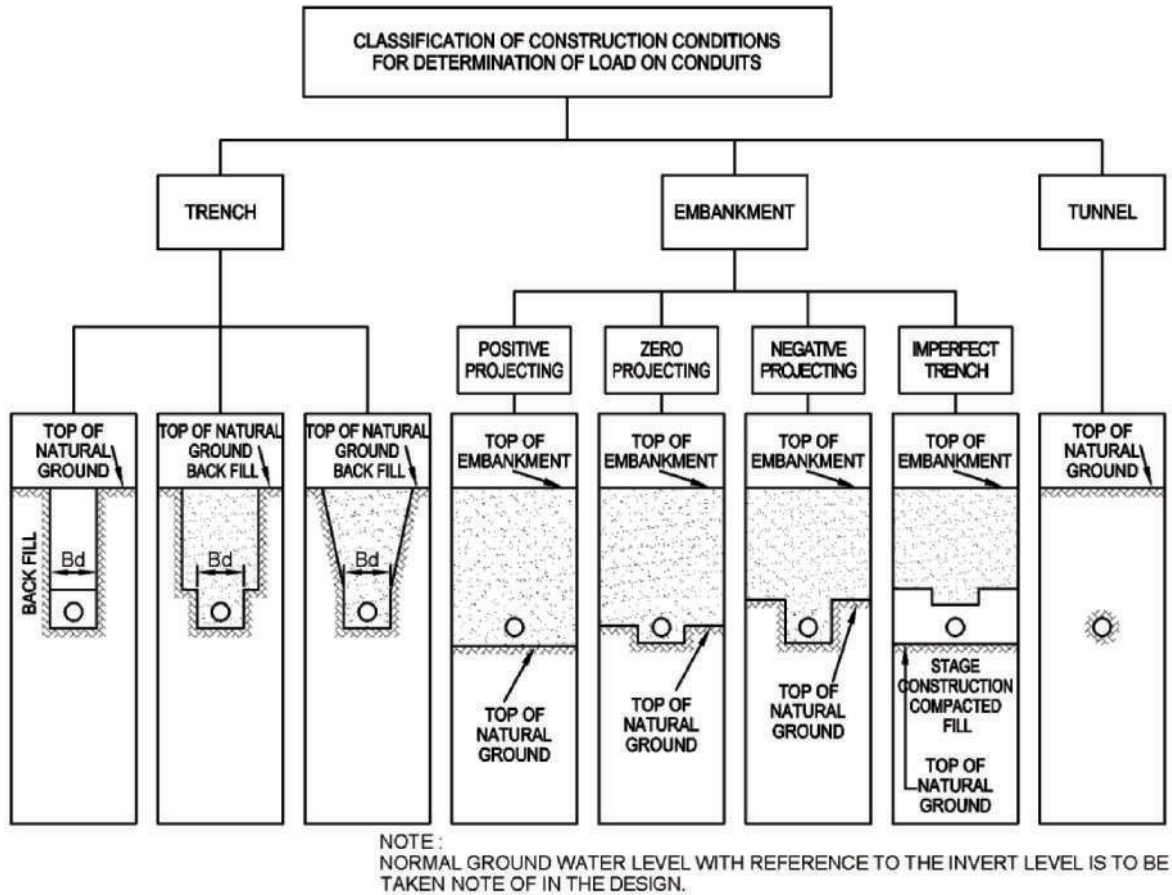 CLASSIFICATION OF CONSTRUCTION CONDITIONS
FOR DETERMINATION OF LOAD ON CONDUITS
TRENCH
EMBANKMENT
TUNNEL
POSITIVE
PROJECTING
ZERO
PROJECTING
NEGATIVE
PROJECTING
IMPERFECT
TRENCH
TOP OF
NATURAL
GROUND
BACK FILL
Bd
TOP OF NATURAL
GROUND
BACK FILL
Bd
TOP OF NATURAL
GROUND
BACK FILL
Bd
TOP OF
EMBANKMENT
TOP OF
NATURAL
GROUND
TOP OF
EMBANKMENT
TOP OF
NATURAL
GROUND
TOP OF
EMBANKMENT
TOP OF
NATURAL
GROUND
TOP OF
EMBANKMENT
STAGE
CONSTRUCTION
COMPACTED
FILL
TOP OF
NATURAL
GROUND
TOP OF
NATURAL
GROUND
NOTE :
NORMAL GROUND WATER LEVEL WITH REFERENCE TO THE INVERT LEVEL IS TO BE
TAKEN NOTE OF IN THE DESIGN.